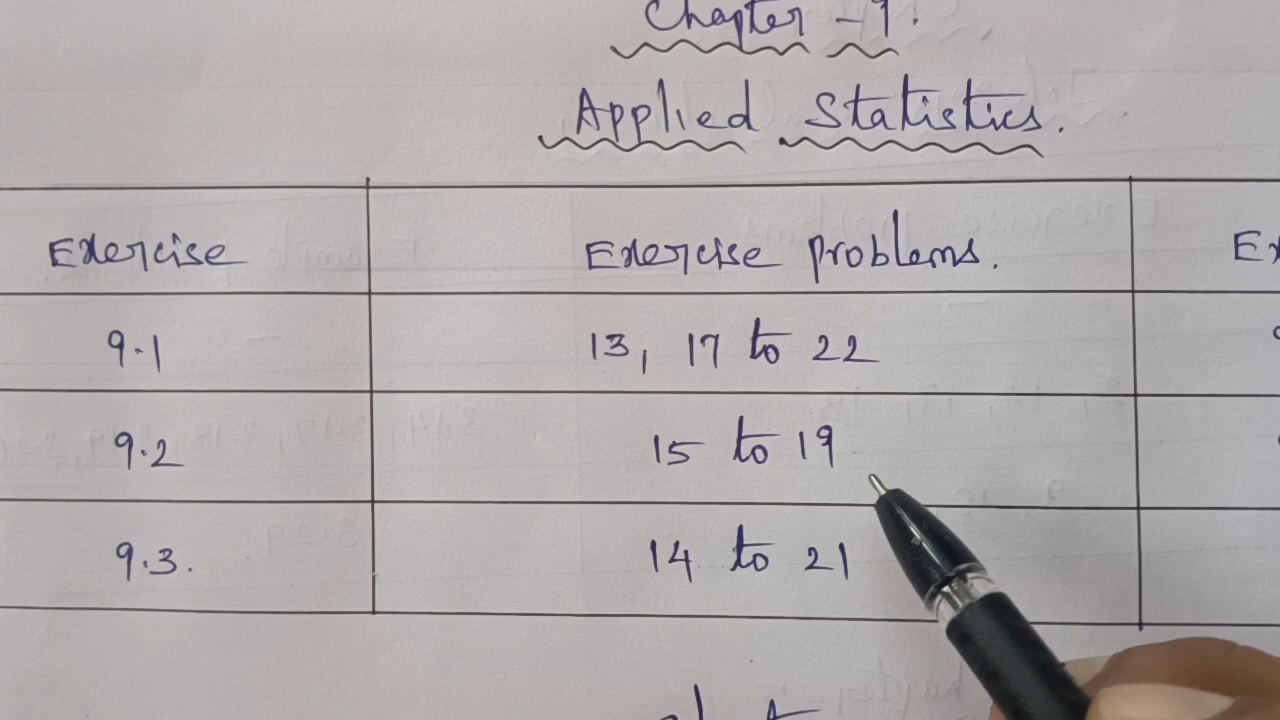 Chapter - 9.
Applied Statistics.
Exercise Exercise problems.
9.1 13, 17 to 22
9.2 15 to 19
9.3. 14 to 21